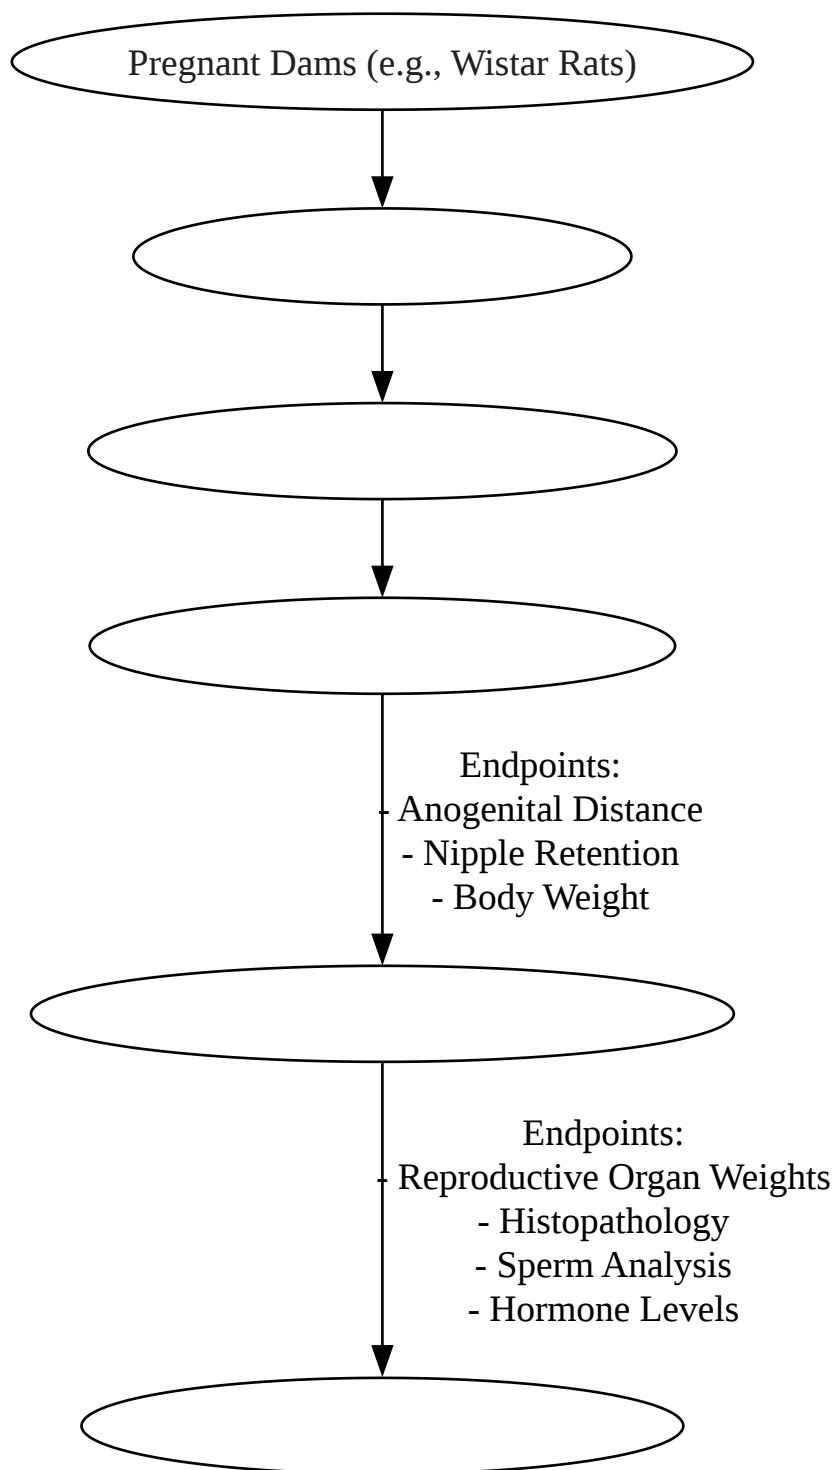 Pregnant Dams (e.g., Wistar Rats)
Endpoints:
- Anogenital Distance
- Nipple Retention
- Body Weight
Endpoints:
- Reproductive Organ Weights
- Histopathology
- Sperm Analysis
- Hormone Levels